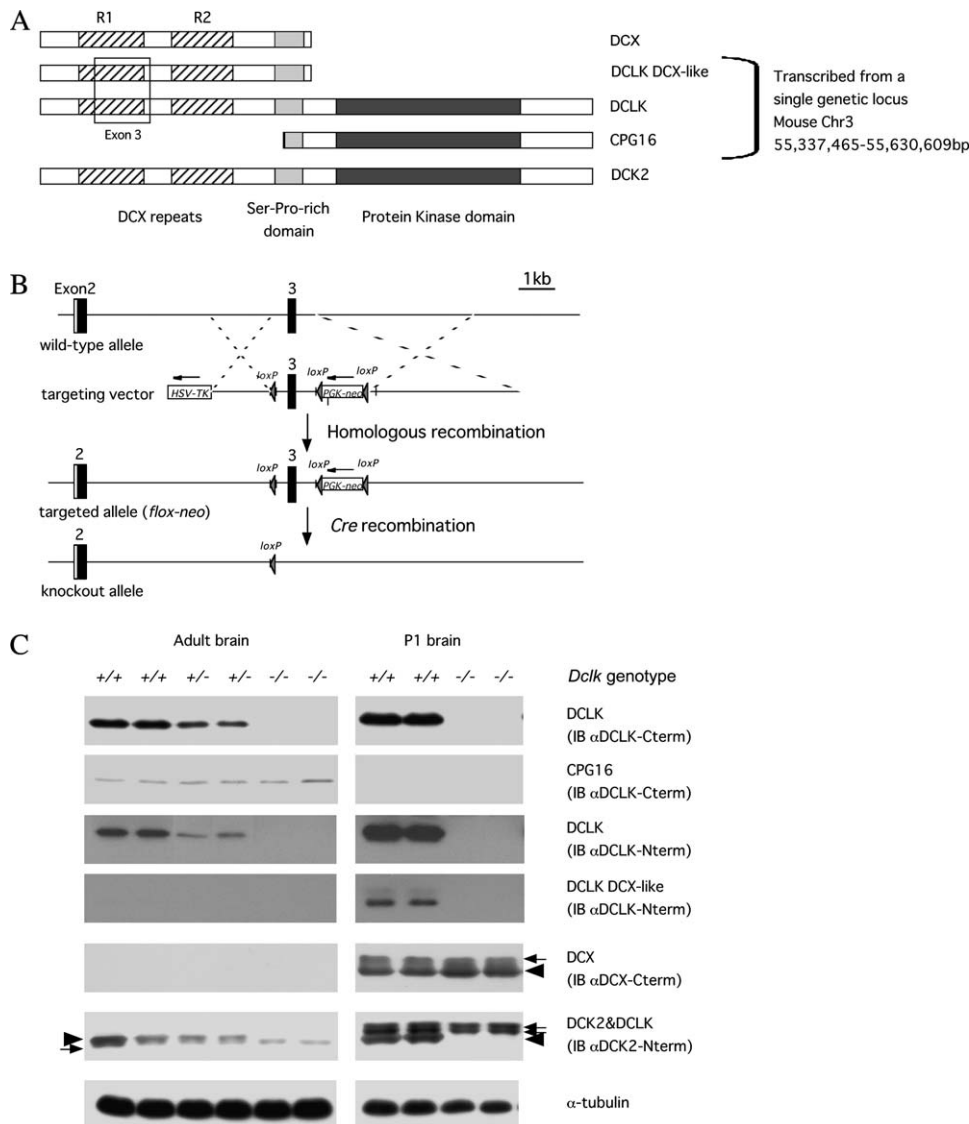 A
R1 R2
DCX
DCLK DCX-like
DCLK
Exon 3
CPG16
DCK2
Transcribed from a
single genetic locus
Mouse Chr3
55,337,465-55,630,609bp
DCX repeats
Ser-Pro-rich
domain
Protein Kinase domain
B
Exon2 3 1kb
wild-type allele
3
loxP loxP loxP
targeting vector HSV-TK PGK-neo
Homologous recombination
2 3
loxP loxP loxP
PGK-neo
targeted allele (flox-neo)
Cre recombination
2
loxP
knockout allele
C
Adult brain P1 brain
+/+ +/+ +/- +/- -/- -/- +/+ +/+ -/- -/- Dclk genotype
DCLK
(IB αDCLK-Cterm)
CPG16
(IB αDCLK-Cterm)
DCLK
(IB αDCLK-Nterm)
DCLK DCX-like
(IB αDCLK-Nterm)
DCX
(IB αDCX-Cterm)
DCK2&DCLK
(IB αDCK2-Nterm)
α-tubulin